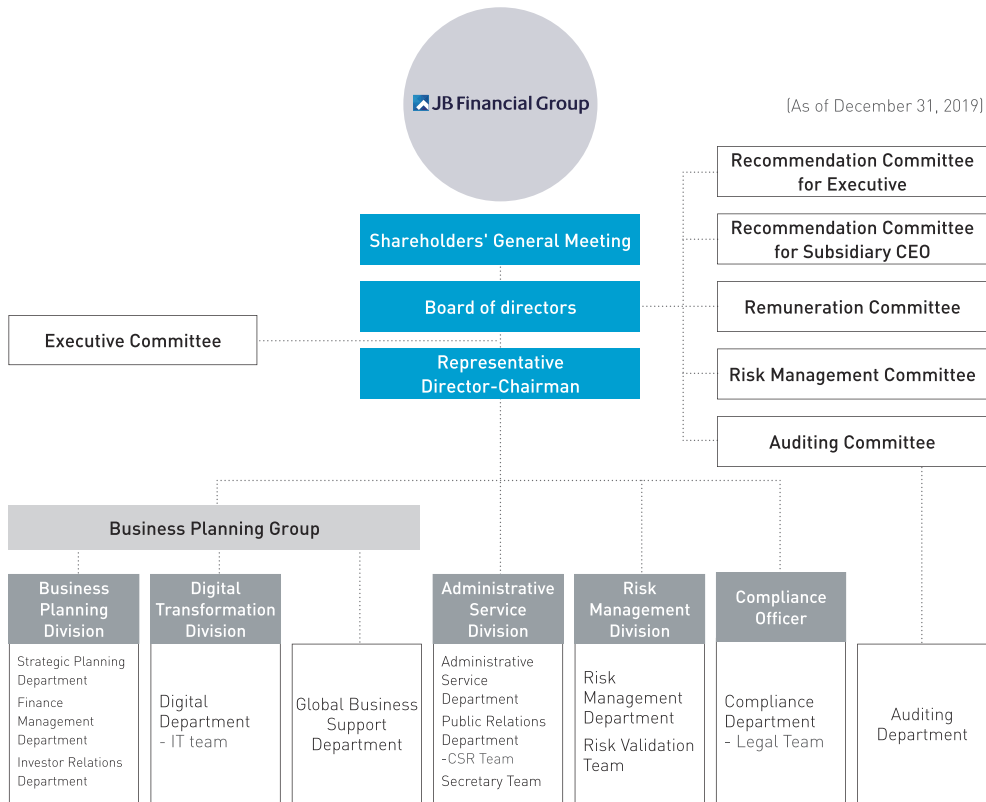 JB Financial Group
(As of December 31, 2019)
Recommendation Committee
for Executive
Shareholders' General Meeting
Recommendation Committee
for Subsidiary CEO
Board of directors
Remuneration Committee
Executive Committee
Representative
Director-Chairman
Risk Management Committee
Auditing Committee
Business Planning Group
Business
Planning
Division
Strategic Planning
Department
Finance
Management
Department
Investor Relations
Department
Digital
Transformation
Division
Digital
Department
- IT team
Global Business
Support
Department
Administrative
Service
Division
Administrative
Service
Department
Public Relations
Department
-CSR Team
Secretary Team
Risk
Management
Division
Risk
Management
Department
Risk Validation
Team
Compliance
Officer
Compliance
Department
- Legal Team
Auditing
Department